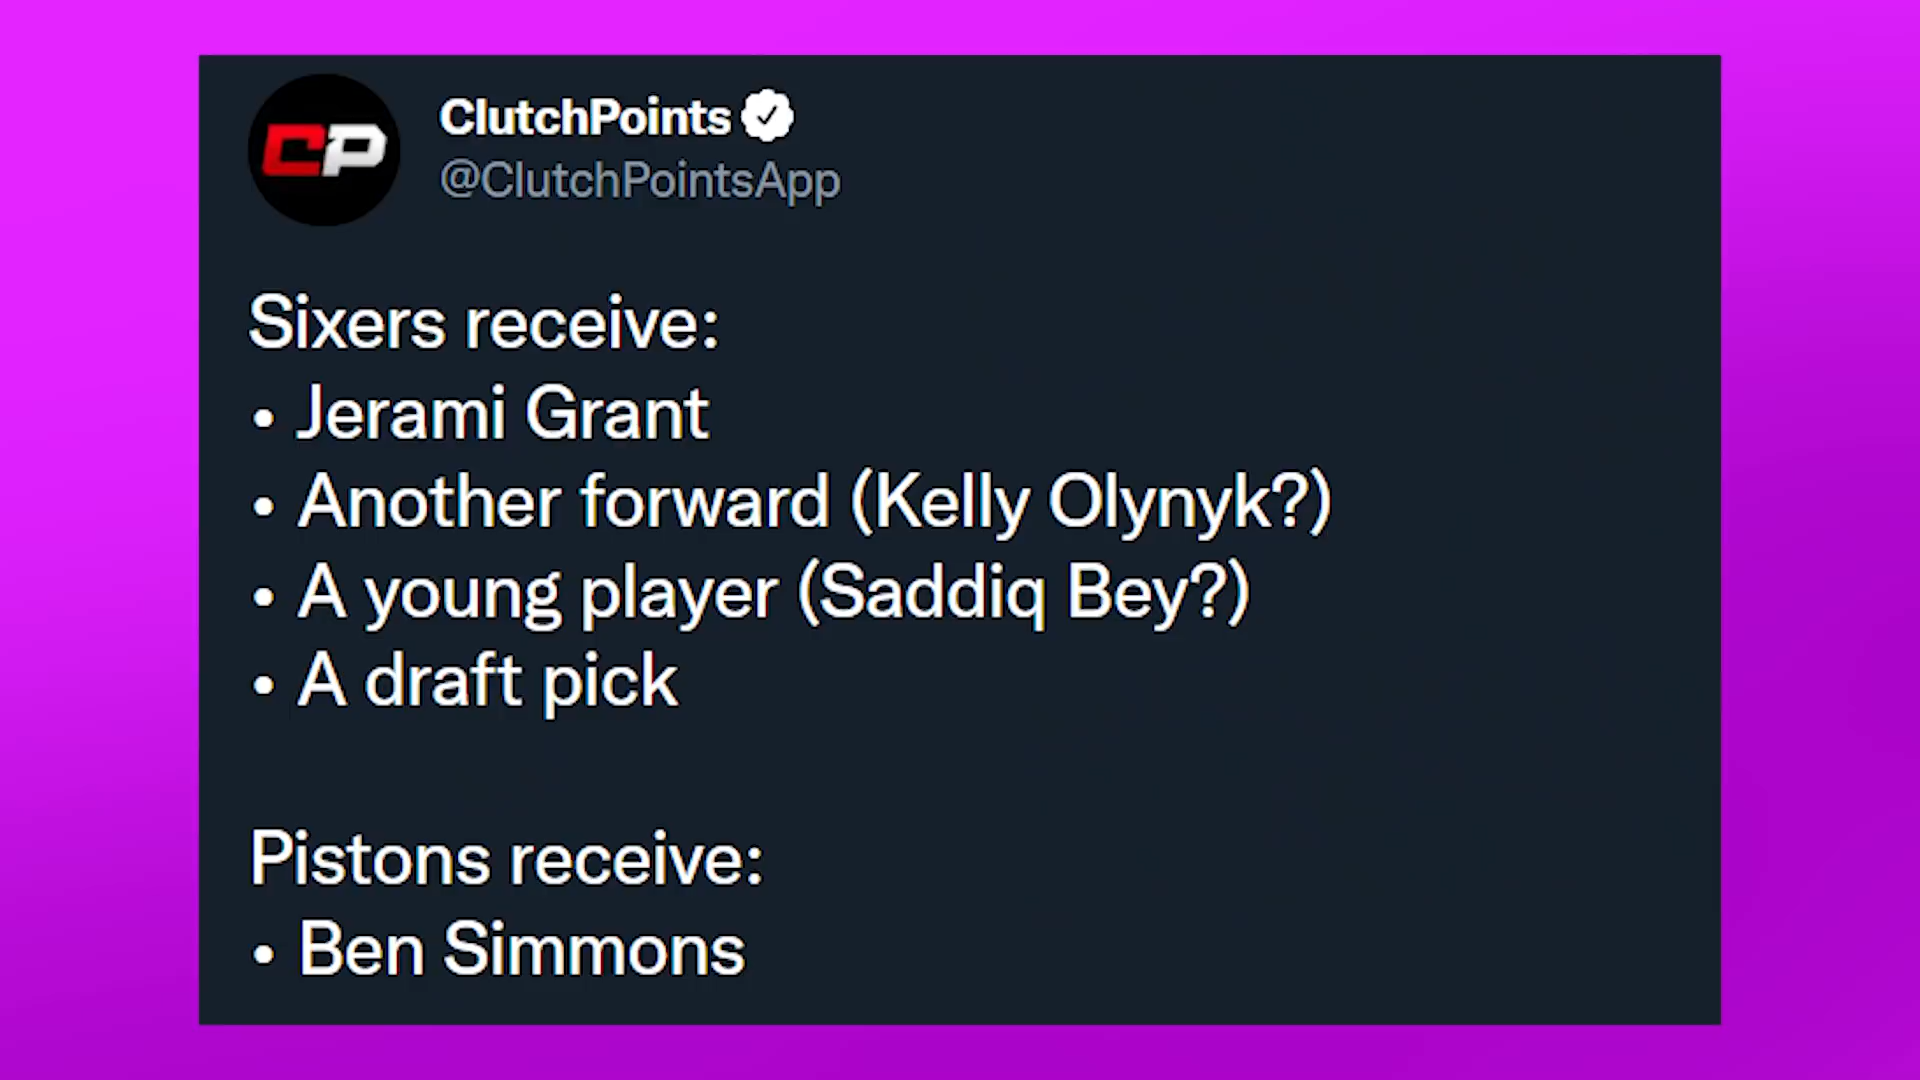 CP
ClutchPoints
@ClutchPointsApp
Sixers receive:
• Jerami Grant
• Another forward (Kelly Olynyk?)
• A young player (Saddiq Bey?)
• A draft pick
Pistons receive:
• Ben Simmons